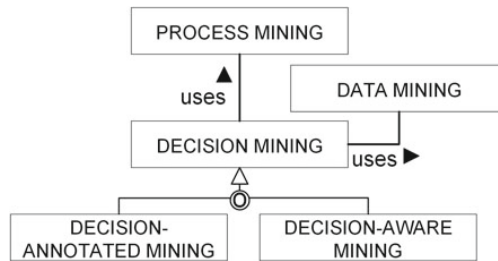 PROCESS MINING
uses
DATA MINING
DECISION MINING
uses
O
DECISION-
ANNOTATED MINING
DECISION-AWARE
MINING